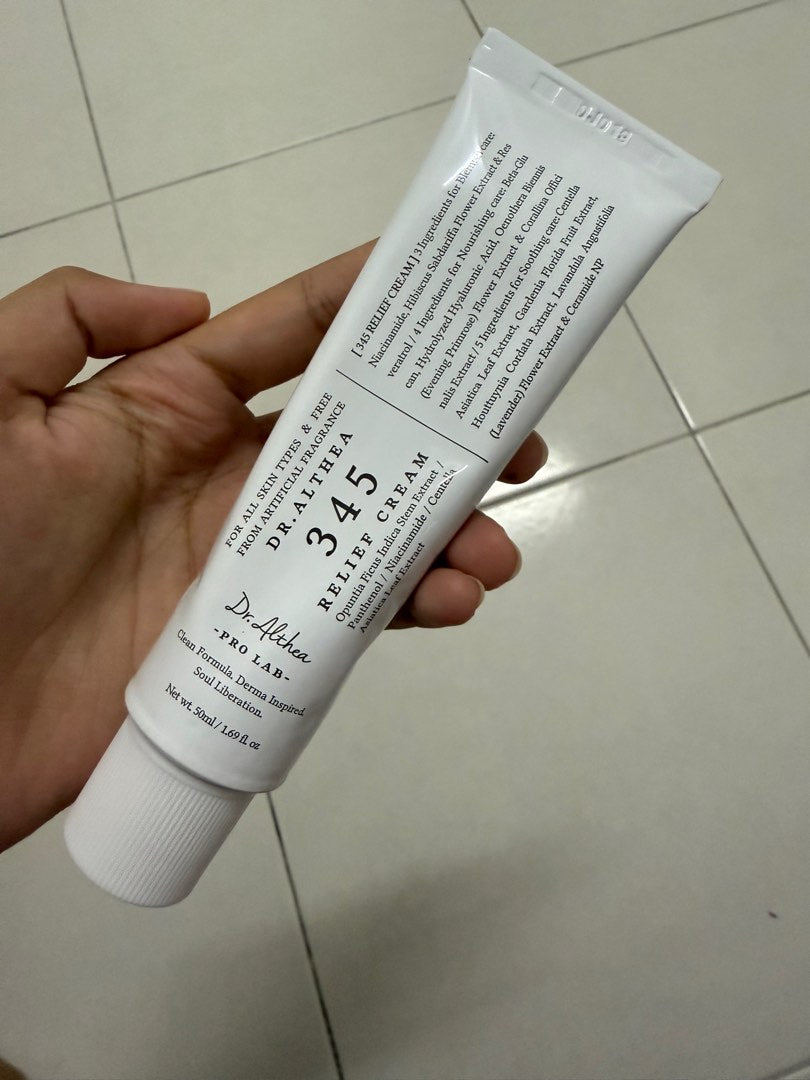 [ 345 RELIEF CREAM ] 3 Ingredients for Blemish care:
Niacinamide, Hibiscus Sabdariffa Flower Extract & Res
veratrol / 4 Ingredients for Nourishing care: Beta-Glu
can, Hydrolyzed Hyaluronic Acid, Oenothera Biennis
(Evening Primrose) Flower Extract & Corallina Offici
nalis Extract / 5 Ingredients for Soothing care: Centella
Asiatica Leaf Extract, Gardenia Florida Fruit Extract,
Houttuynia Cordata Extract, Lavandula Angustifolia
(Lavender) Flower Extract & Ceramide NP
FOR ALL SKIN TYPES & FREE
FROM ARTIFICIAL FRAGRANCE
DR.ALTHEA
345
RELIEF CREAM
Opuntia Ficus Indica Stem Extract /
Panthenol / Niacinamide / Centella
Asiatica Leaf Extract
Dr. Althea
-PRO LAB-
Clean Formula. Derma Inspired.
Soul Liberation.
Net wt. 50ml / 1.69 fl. oz